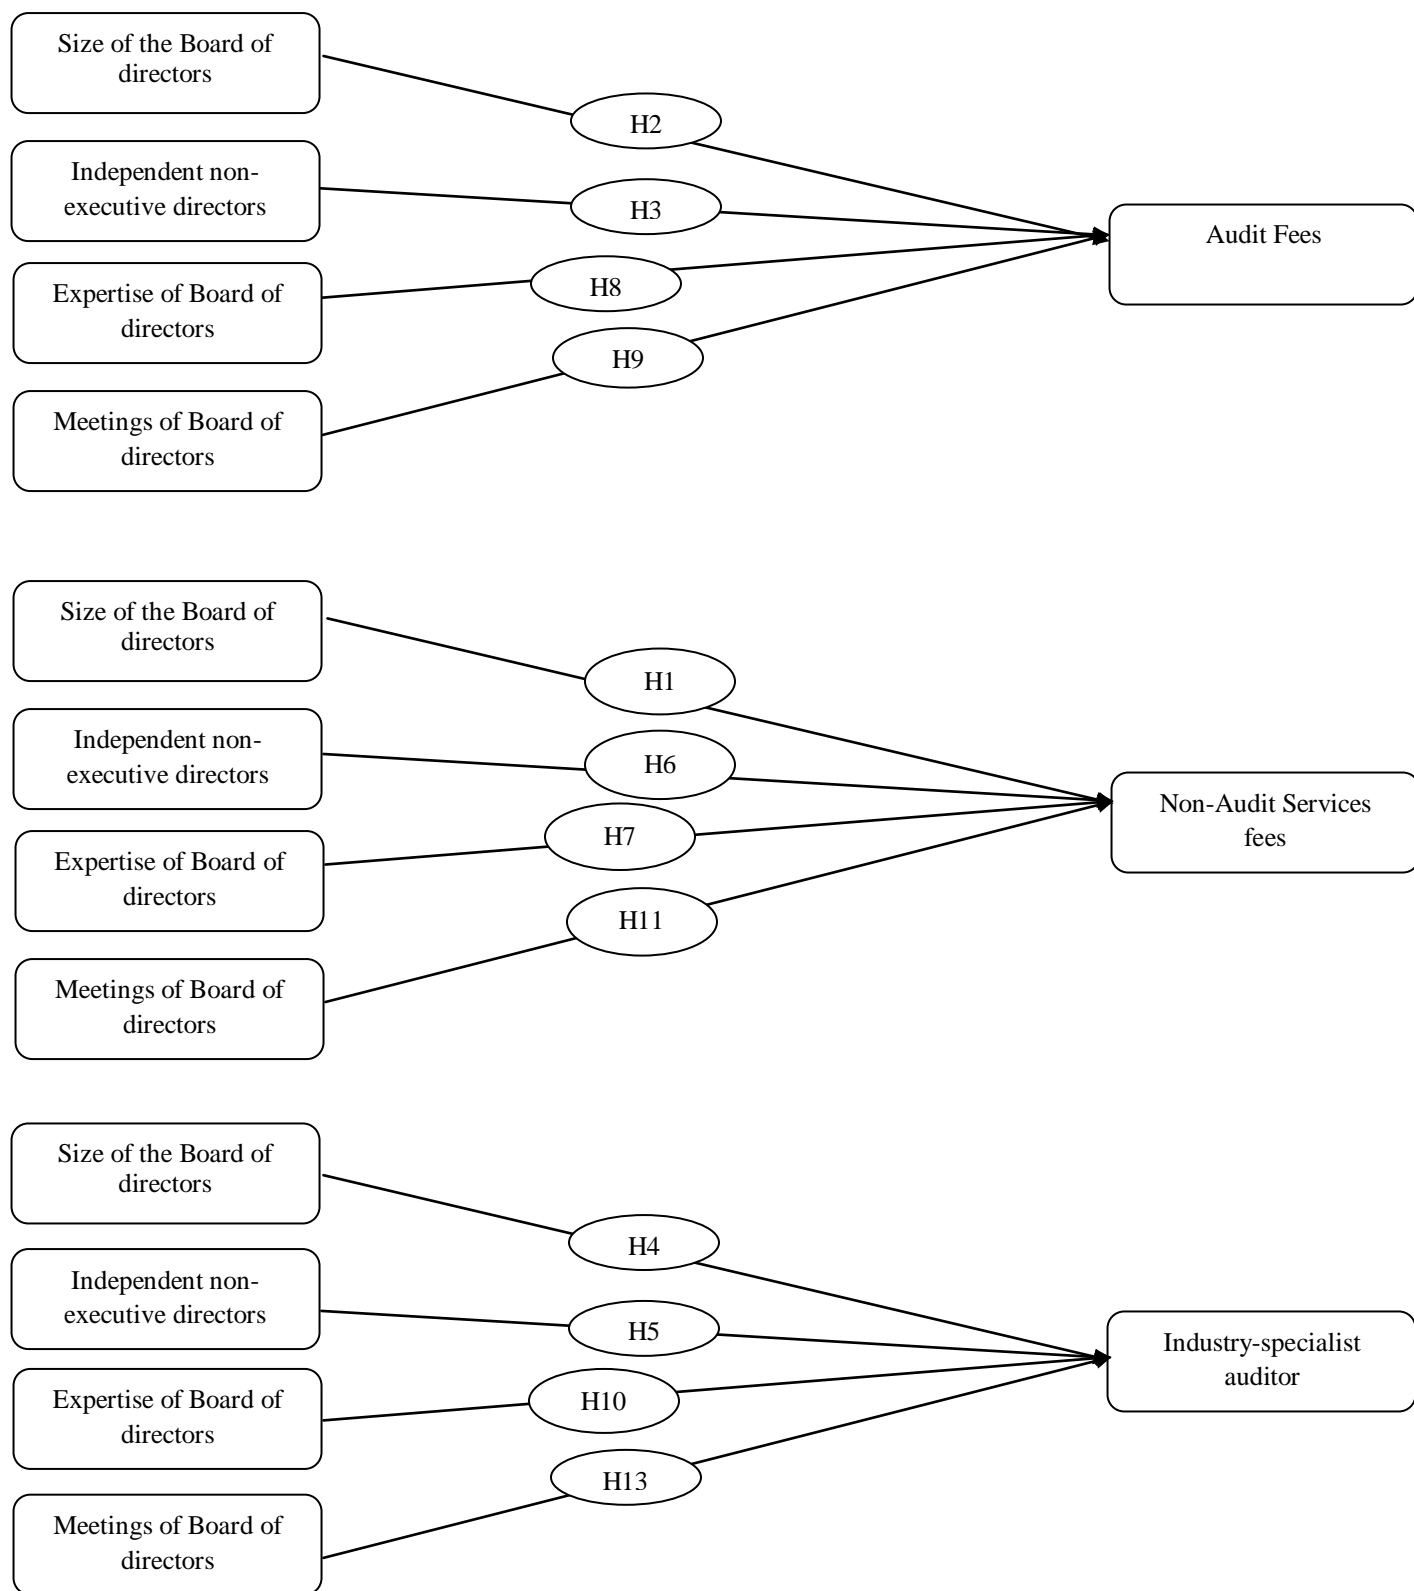 Size of the Board of
directors
H2
Independent non-
executive directors
H3
Audit Fees
Expertise of Board of
directors
H8
H9
Meetings of Board of
directors
Size of the Board of
directors
H1
Independent non-
executive directors
H6
Non-Audit Services
fees
Expertise of Board of
directors
H7
H11
Meetings of Board of
directors
Size of the Board of
directors
H4
Independent non-
executive directors
H5
Industry-specialist
auditor
Expertise of Board of
directors
H10
H13
Meetings of Board of
directors